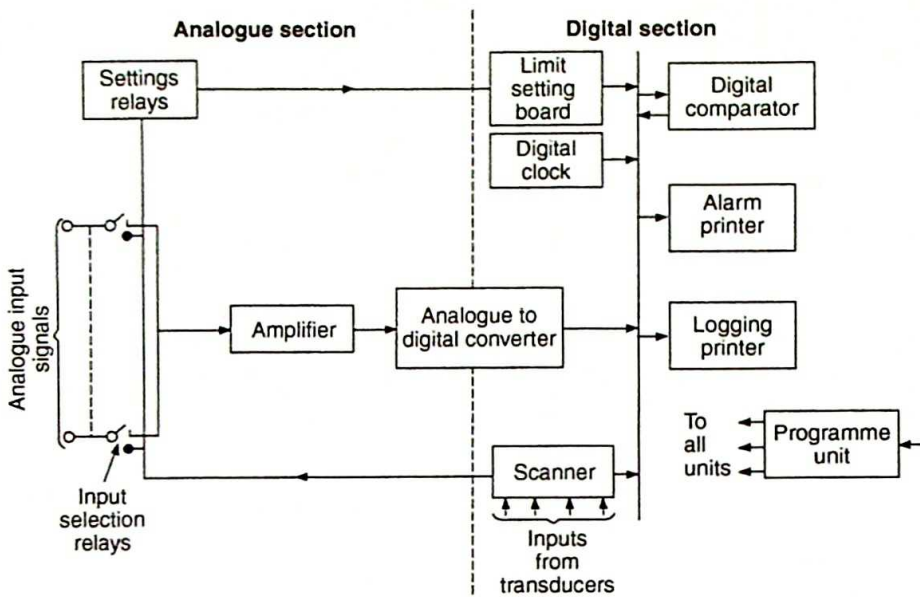 Analogue section
Digital section
Settings
relays
Limit
setting
board
Digital
comparator
Digital
clock
Alarm
printer
Analogue input
signals
Amplifier
Analogue to
digital converter
Logging
printer
To
all
units
Programme
unit
Scanner
Input
selection
relays
Inputs
from
transducers